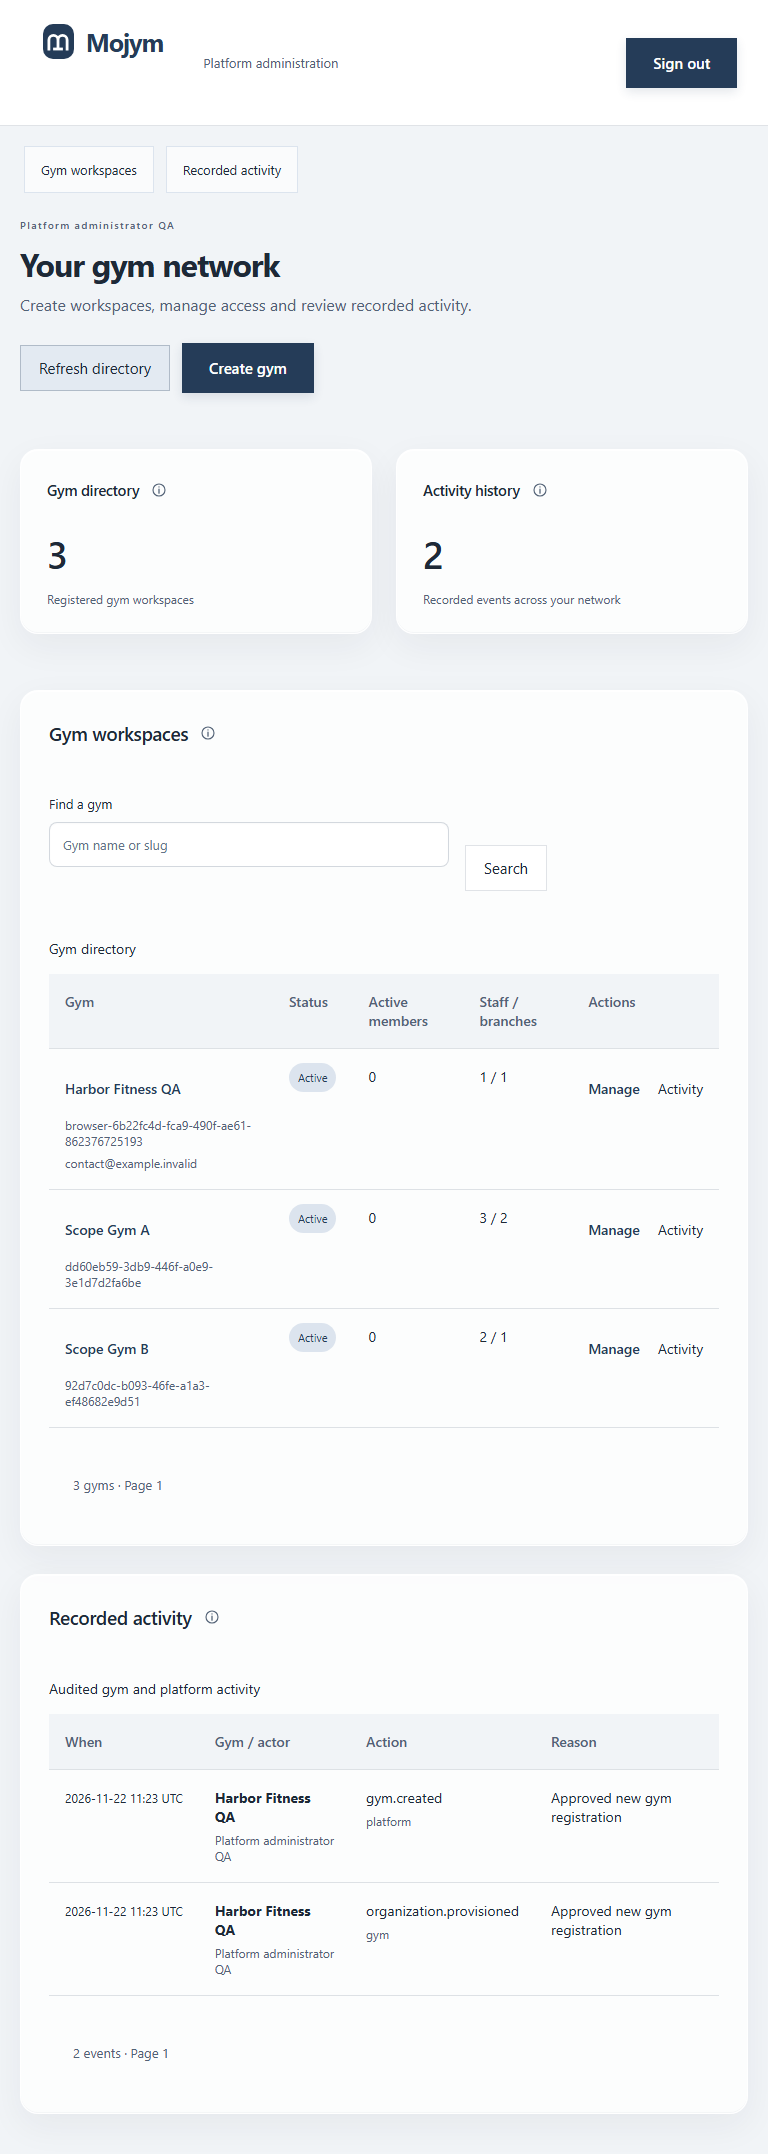 Mojym
Platform administration
Sign out
Gym workspaces
Recorded activity
Platform administrator QA
Your gym network
Create workspaces, manage access and review recorded activity.
Refresh directory
Create gym
Gym directory
3
Registered gym workspaces
Activity history
2
Recorded events across your network
Gym workspaces
Find a gym
Gym name or slug
Search
Gym directory
Gym Status Active members Staff / branches Actions
Harbor Fitness QA Active 0 1 / 1 Manage Activity
browser-6b22fc4d-fca9-490f-ae61-
862376725193
contact@example.invalid
Scope Gym A Active 0 3 / 2 Manage Activity
dd60eb59-3db9-446f-a0e9-
3e1d7d2fa6be
Scope Gym B Active 0 2 / 1 Manage Activity
92d7c0dc-b093-46fe-a1a3-
ef48682e9d51
3 gyms · Page 1
Recorded activity
Audited gym and platform activity
When Gym / actor Action Reason
2026-11-22 11:23 UTC Harbor Fitness gym.created Approved new gym
QA platform registration
Platform administrator
QA
2026-11-22 11:23 UTC Harbor Fitness organization.provisioned Approved new gym
QA gym registration
Platform administrator
QA
2 events · Page 1